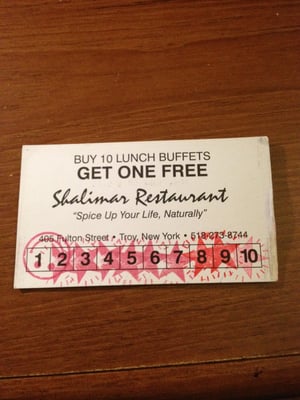 BUY 10 LUNCH BUFFETS
GET ONE FREE
Shalimar Restaurant
"Spice Up Your Life, Naturally"
405 Fulton Street • Troy, New York • 518-273-8744
1 2 3 4 5 6 7 8 9 10